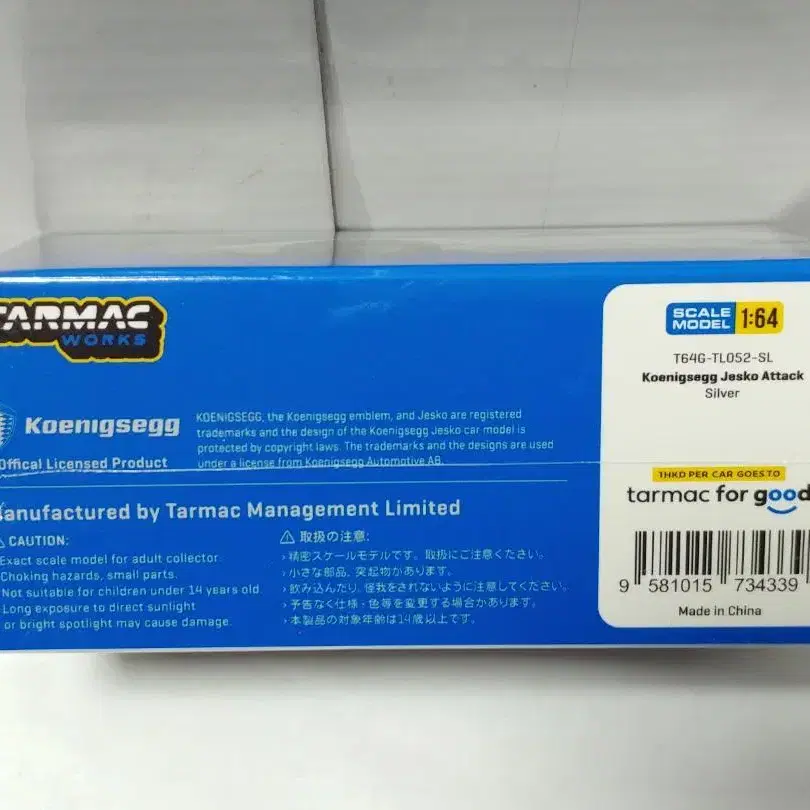 TARMAC
WORKS
Koenigsegg
Offical Licensed Product
KOENIGSEGG, the Koenigsegg emblem, and Jesko are registered
trademarks and the design of the Koenigsegg Jesko car model is
protected by copyright laws. The trademarks and the designs are used
under a license from Koenigsegg Automotive AB.
Manufactured by Tarmac Management Limited
CAUTION:
Exact scale model for adult collector.
Choking hazards, small parts.
Not suitable for children under 14 years old
Long exposure to direct sunlight
or bright spotlight may cause damage.
取扱の注意:
›精密スケールモデルです。取扱にご注意ください。
›小さな部品、突起物があります。
›飲み込んだり、怪我をされないように注意してください。
›予告なく仕様・色等を変更する場合があります。
›本製品の対象年齢は14歳以上です。
SCALE
MODEL 1:64
T64G-TL052-SL
Koenigsegg Jesko Attack
Silver
1HKD PER CAR GOES TO
tarmac for good
9 581015 734339
Made in China